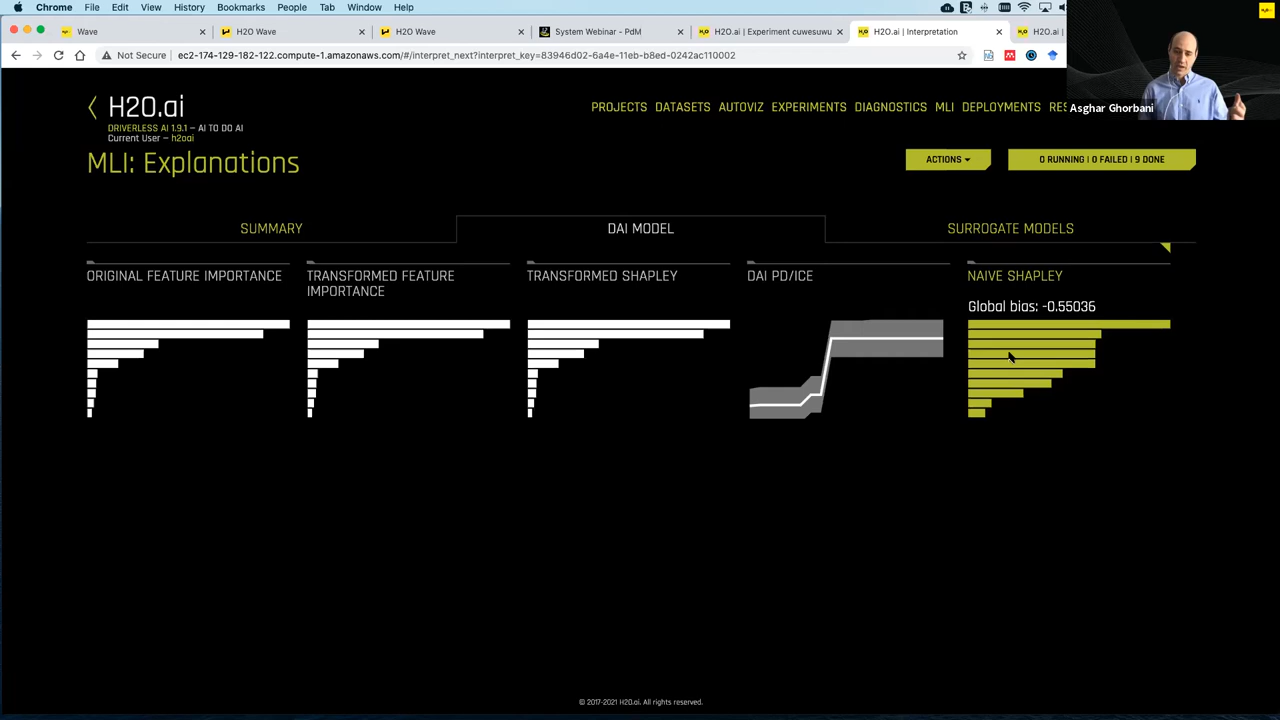 Chrome File Edit View History Bookmarks People Tab Window Help
Wave
H2O Wave
H2O Wave
System Webinar - PdM
H2O.ai | Experiment cuwesuwu
H2O.ai | Interpretation
H2O.ai |
Not Secure | ec2-174-129-182-122.compute-1.amazonaws.com/#/interpret_next?interpret_key=83946d02-6a4e-11eb-b8ed-0242ac110002
Asghar Ghorbani
H2O.ai
DRIVERLESS AI 1.9.1 – AI TO DO AI
Current User – h2oai
PROJECTS DATASETS AUTOVIZ EXPERIMENTS DIAGNOSTICS MLI DEPLOYMENTS RES
MLI: Explanations
ACTIONS
0 RUNNING | 0 FAILED | 9 DONE
SUMMARY
DAI MODEL
SURROGATE MODELS
ORIGINAL FEATURE IMPORTANCE
TRANSFORMED FEATURE
IMPORTANCE
TRANSFORMED SHAPLEY
DAI PD/ICE
NAIVE SHAPLEY
Global bias: -0.55036
© 2017-2021 H2O.ai. All rights reserved.